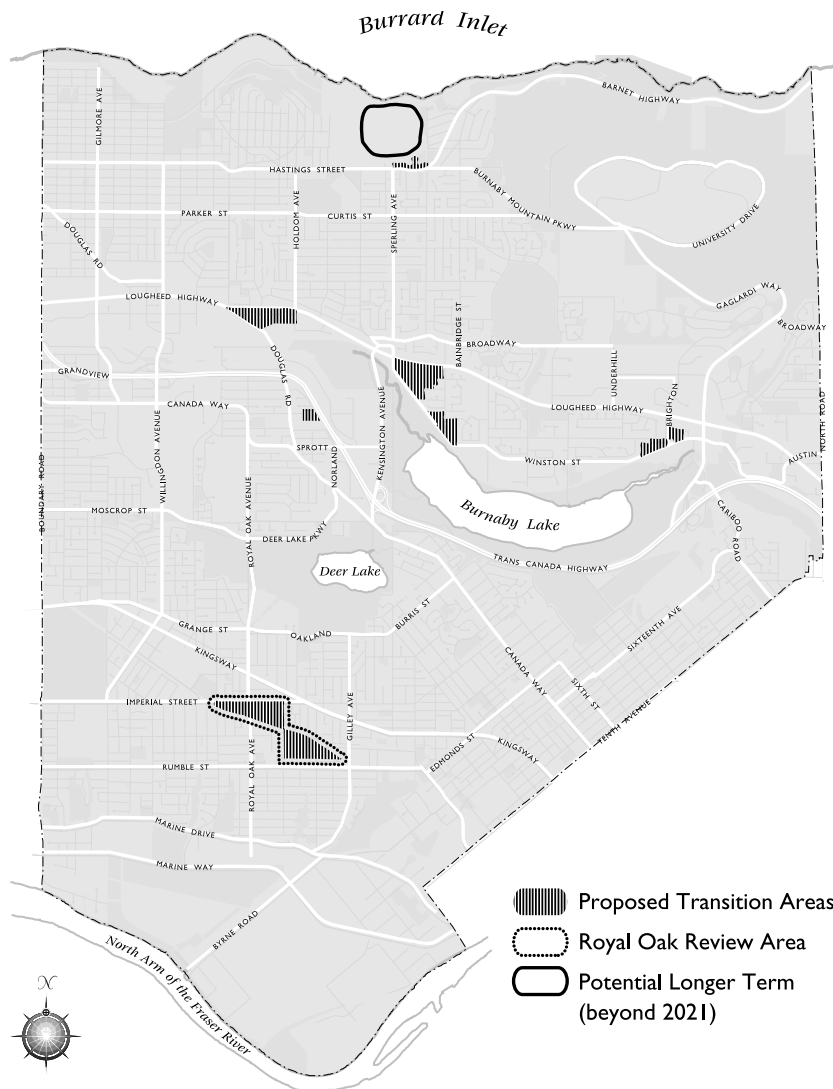 Burrard Inlet
BARNET HIGHWAY
GILMORE AVE
HASTINGS STREET
BURNABY MOUNTAIN PKWY
UNIVERSITY DRIVE
PARKER ST
CURTIS ST
HOLDOM AVE
SPERLING AVE
DOUGLAS RD
GAGLARDI WAY
LOUGHEED HIGHWAY
BAINBRIDGE ST
BROADWAY
BROADWAY
DOUGLAS RD
UNDERHILL
GRANDVIEW
CANADA WAY
KENSINGTON AVENUE
LOUGHEED HIGHWAY
BRIGHTON
NORTH ROAD
WILLINGDON AVENUE
SPROTT
NORLAND
WINSTON ST
AUSTIN
BOUNDARY ROAD
ROYAL OAK AVENUE
MOSCROP ST
DEER LAKE PKWY
Burnaby Lake
CARIBOO ROAD
Deer Lake
TRANS CANADA HIGHWAY
GRANGE ST
OAKLAND
BURRIS ST
SIXTEENTH AVE
KINGSWAY
CANADA WAY
SIXTH ST
TENTH AVENUE
IMPERIAL STREET
GILLEY AVE
EDMONDS ST
KINGSWAY
RUMBLE ST
ROYAL OAK AVE
MARINE DRIVE
MARINE WAY
BYRNE ROAD
North Arm of the Fraser River
N
Proposed Transition Areas
Royal Oak Review Area
Potential Longer Term
(beyond 2021)